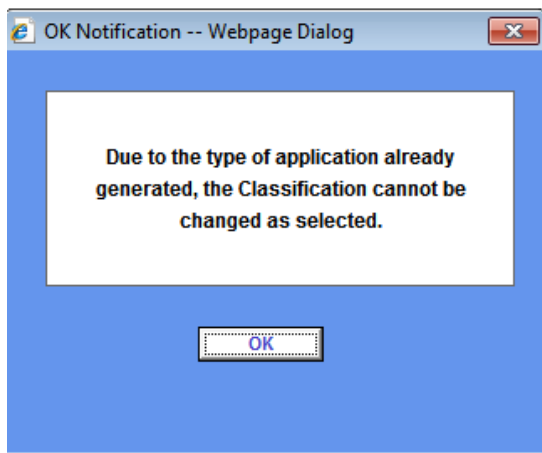 OK Notification -- Webpage Dialog
Due to the type of application already
generated, the Classification cannot be
changed as selected.
OK